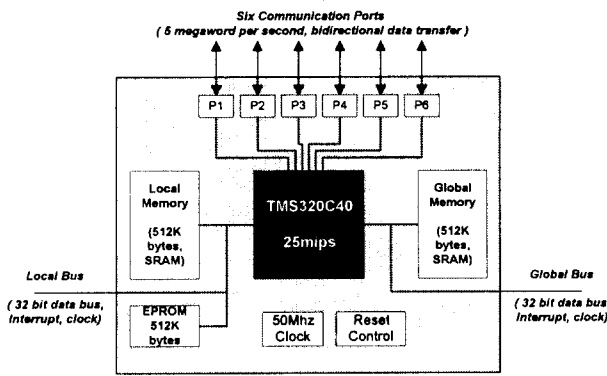 Six Communication Ports
( 5 megaword per second, bidirectional data transfer )
P1 P2 P3 P4 P5 P6
Local
Memory
(512K
bytes,
SRAM)
TMS320C40
25mips
Global
Memory
(512K
bytes,
SRAM)
Local Bus
( 32 bit data bus,
Interrupt, clock)
Global Bus
( 32 bit data bus
Interrupt, clock)
EPROM
512K
bytes
50Mhz
Clock
Reset
Control